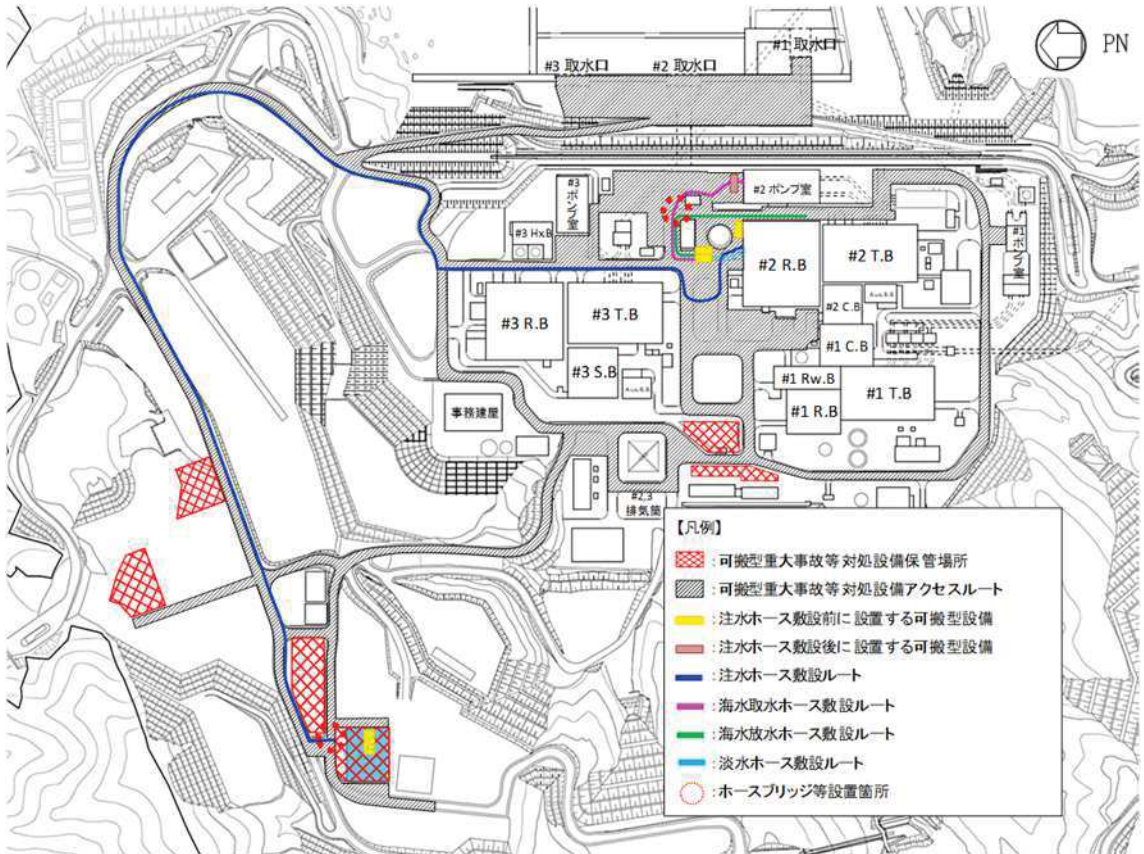 PN
#1 取水口
#3 取水口
#2 取水口
#3 ポンプ室
#2 ポンプ室
#1 ポンプ室
#3 Hx.B
#2 R.B
#2 T.B
#3 R.B
#3 T.B
#2 C.B
#1 C.B
#3 S.B
#1 Rw.B
#1 R.B
#1 T.B
事務建屋
#2,3
排気筒
【凡例】
:可搬型重大事故等対処設備保管場所
:可搬型重大事故等対処設備アクセスルート
:注水ホース敷設前に設置する可搬型設備
:注水ホース敷設後に設置する可搬型設備
:注水ホース敷設ルート
:海水取水ホース敷設ルート
:海水放水ホース敷設ルート
:淡水ホース敷設ルート
:ホースブリッジ等設置箇所